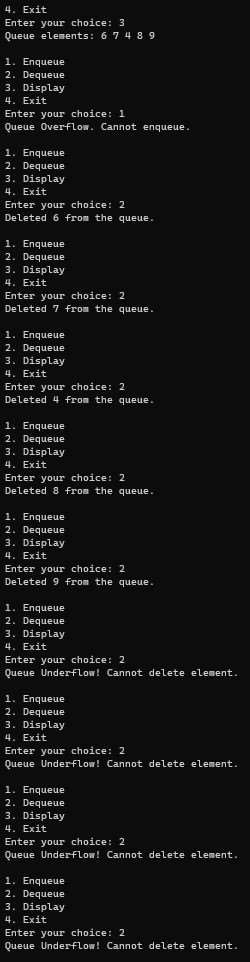 4. Exit
Enter your choice: 3
Queue elements: 6 7 4 8 9
1. Enqueue
2. Dequeue
3. Display
4. Exit
Enter your choice: 1
Queue Overflow. Cannot enqueue.
1. Enqueue
2. Dequeue
3. Display
4. Exit
Enter your choice: 2
Deleted 6 from the queue.
1. Enqueue
2. Dequeue
3. Display
4. Exit
Enter your choice: 2
Deleted 7 from the queue.
1. Enqueue
2. Dequeue
3. Display
4. Exit
Enter your choice: 2
Deleted 4 from the queue.
1. Enqueue
2. Dequeue
3. Display
4. Exit
Enter your choice: 2
Deleted 8 from the queue.
1. Enqueue
2. Dequeue
3. Display
4. Exit
Enter your choice: 2
Deleted 9 from the queue.
1. Enqueue
2. Dequeue
3. Display
4. Exit
Enter your choice: 2
Queue Underflow! Cannot delete element.
1. Enqueue
2. Dequeue
3. Display
4. Exit
Enter your choice: 2
Queue Underflow! Cannot delete element.
1. Enqueue
2. Dequeue
3. Display
4. Exit
Enter your choice: 2
Queue Underflow! Cannot delete element.
1. Enqueue
2. Dequeue
3. Display
4. Exit
Enter your choice: 2
Queue Underflow! Cannot delete element.